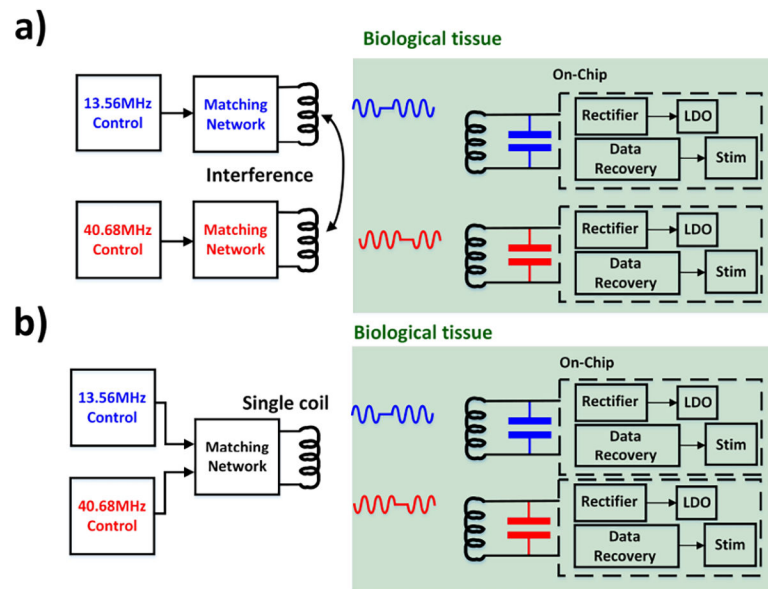 a)
Biological tissue
On-Chip
13.56MHz
Control
Matching
Network
Rectifier
LDO
Data
Recovery
Stim
Interference
40.68MHz
Control
Matching
Network
Rectifier
LDO
Data
Recovery
Stim
b)
Biological tissue
On-Chip
13.56MHz
Control
Single coil
Matching
Network
Rectifier
LDO
Data
Recovery
Stim
40.68MHz
Control
Rectifier
LDO
Data
Recovery
Stim